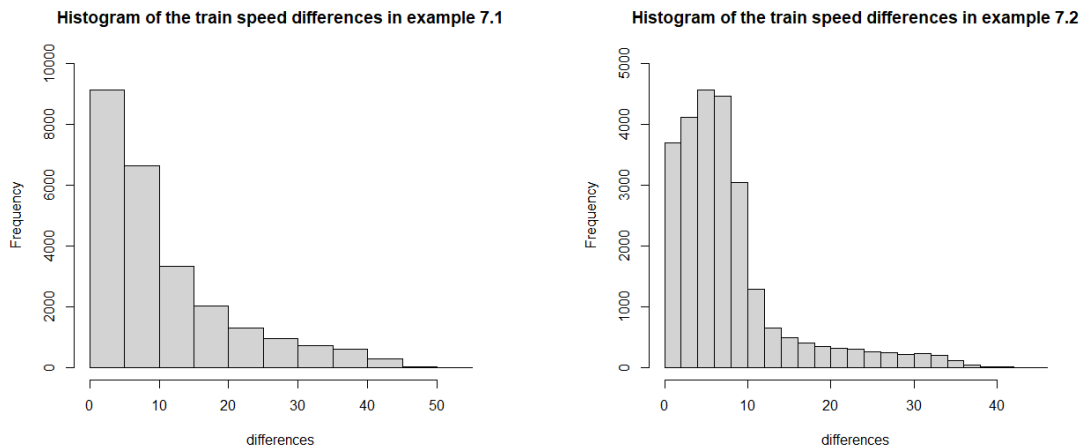 Histogram of the train speed differences in example 7.1
Frequency
10000
8000
6000
4000
2000
0
0 10 20 30 40 50
differences
Histogram of the train speed differences in example 7.2
Frequency
5000
4000
3000
2000
1000
0
0 10 20 30 40
differences